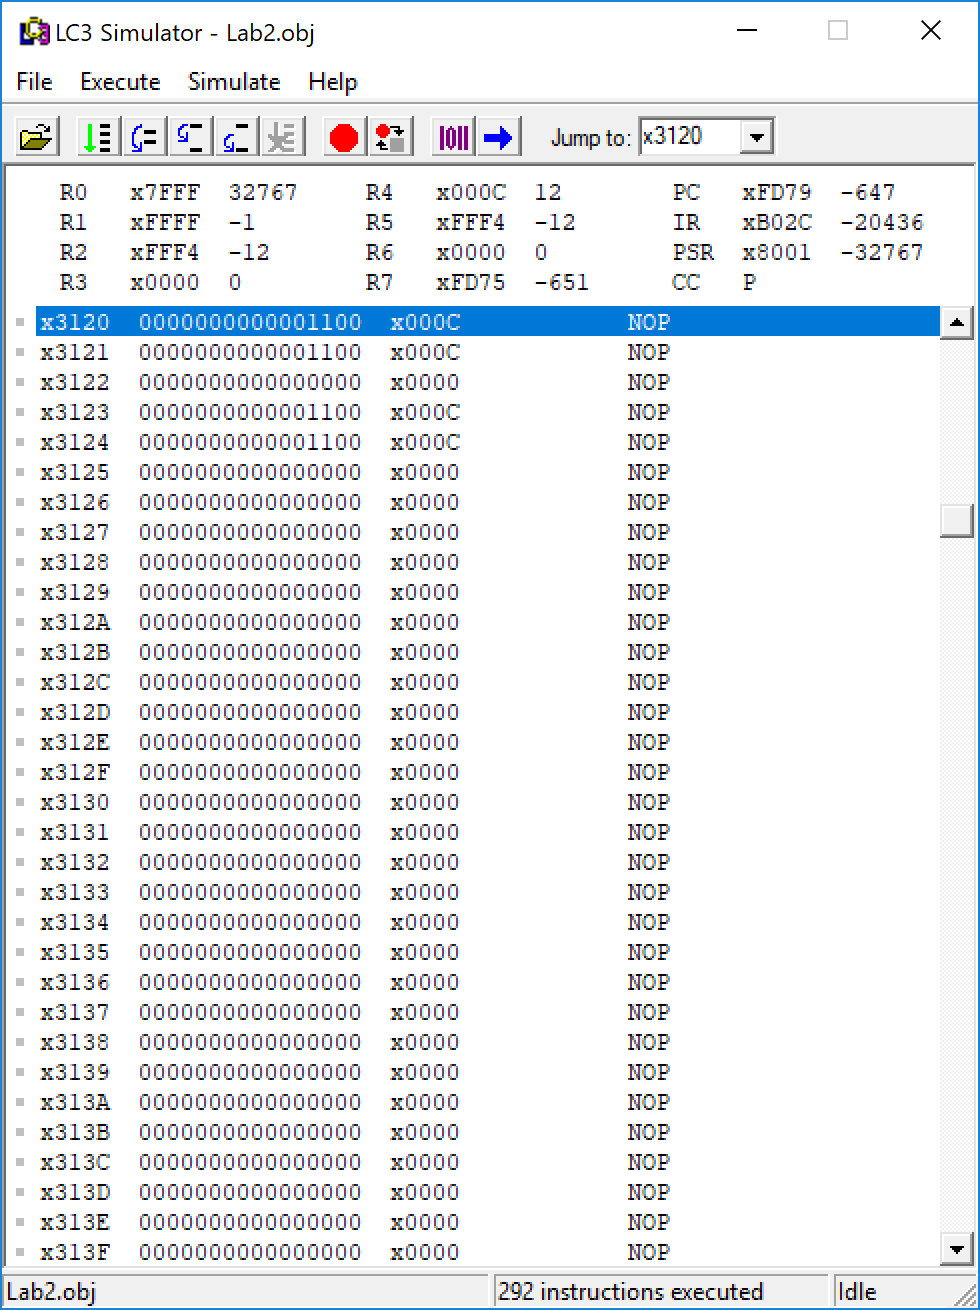 LC3 Simulator - Lab2.obj
File Execute Simulate Help
Jump to: x3120
R0 x7FFF 32767 R4 x000C 12 PC xFD79 -647
R1 xFFFF -1 R5 xFFF4 -12 IR xB02C -20436
R2 xFFF4 -12 R6 x0000 0 PSR x8001 -32767
R3 x0000 0 R7 xFD75 -651 CC P
x3120 0000000000001100 x000C NOP
x3121 0000000000001100 x000C NOP
x3122 0000000000000000 x0000 NOP
x3123 0000000000001100 x000C NOP
x3124 0000000000001100 x000C NOP
x3125 0000000000000000 x0000 NOP
x3126 0000000000000000 x0000 NOP
x3127 0000000000000000 x0000 NOP
x3128 0000000000000000 x0000 NOP
x3129 0000000000000000 x0000 NOP
x312A 0000000000000000 x0000 NOP
x312B 0000000000000000 x0000 NOP
x312C 0000000000000000 x0000 NOP
x312D 0000000000000000 x0000 NOP
x312E 0000000000000000 x0000 NOP
x312F 0000000000000000 x0000 NOP
x3130 0000000000000000 x0000 NOP
x3131 0000000000000000 x0000 NOP
x3132 0000000000000000 x0000 NOP
x3133 0000000000000000 x0000 NOP
x3134 0000000000000000 x0000 NOP
x3135 0000000000000000 x0000 NOP
x3136 0000000000000000 x0000 NOP
x3137 0000000000000000 x0000 NOP
x3138 0000000000000000 x0000 NOP
x3139 0000000000000000 x0000 NOP
x313A 0000000000000000 x0000 NOP
x313B 0000000000000000 x0000 NOP
x313C 0000000000000000 x0000 NOP
x313D 0000000000000000 x0000 NOP
x313E 0000000000000000 x0000 NOP
x313F 0000000000000000 x0000 NOP
Lab2.obj 292 instructions executed Idle